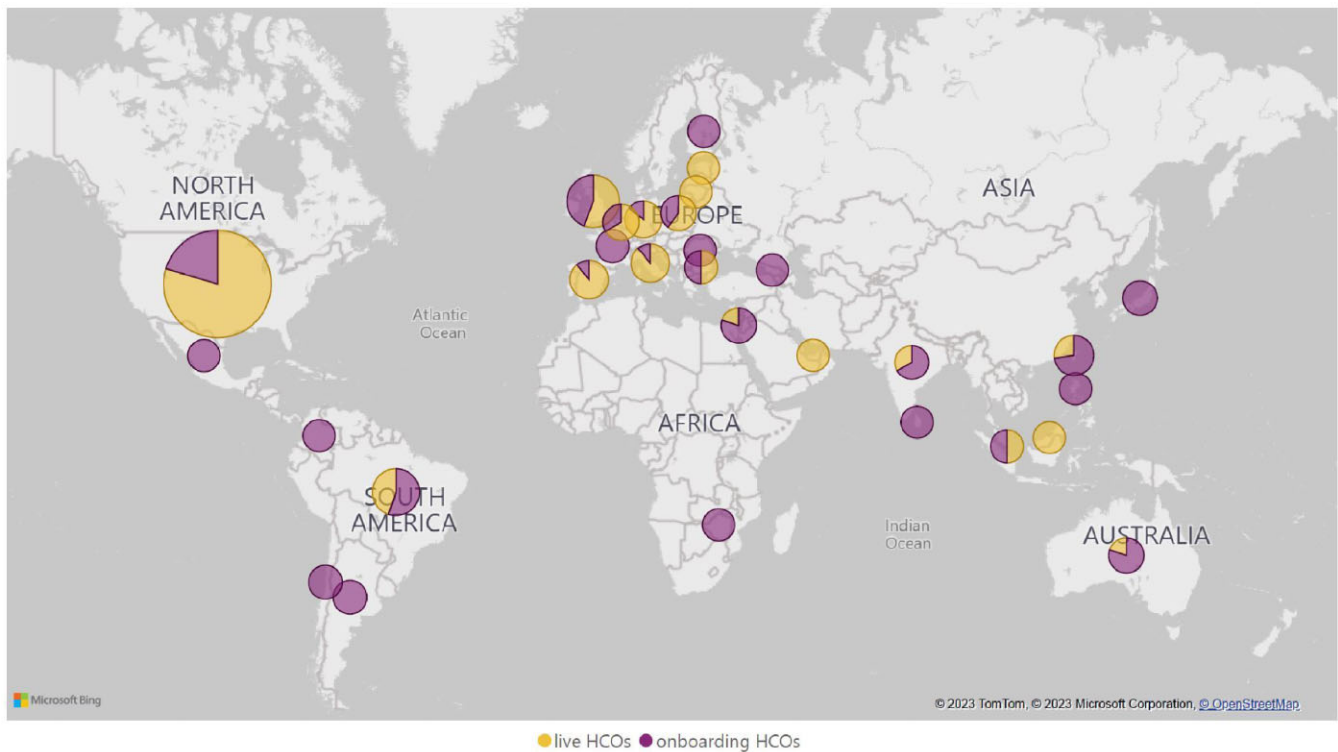 NORTH
AMERICA
ASIA
EUROPE
Atlantic
Ocean
AFRICA
SOUTH
AMERICA
Indian
Ocean
AUSTRALIA
Microsoft Bing
© 2023 TomTom, © 2023 Microsoft Corporation, © OpenStreetMap
live HCOs onboarding HCOs